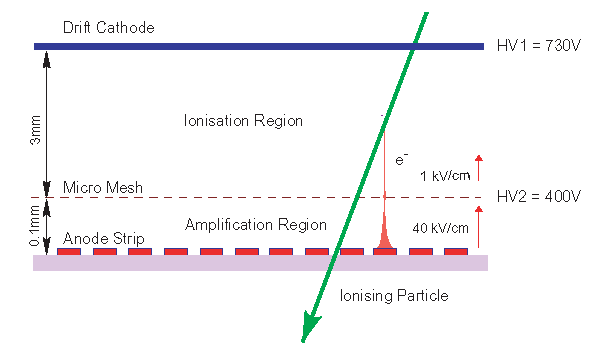 Drift Cathode
HV1 = 730V
Ionisation Region
3mm
e-
1 kV/cm
Micro Mesh
HV2 = 400V
0.1mm
Amplification Region
40 kV/cm
Anode Strip
Ionising Particle